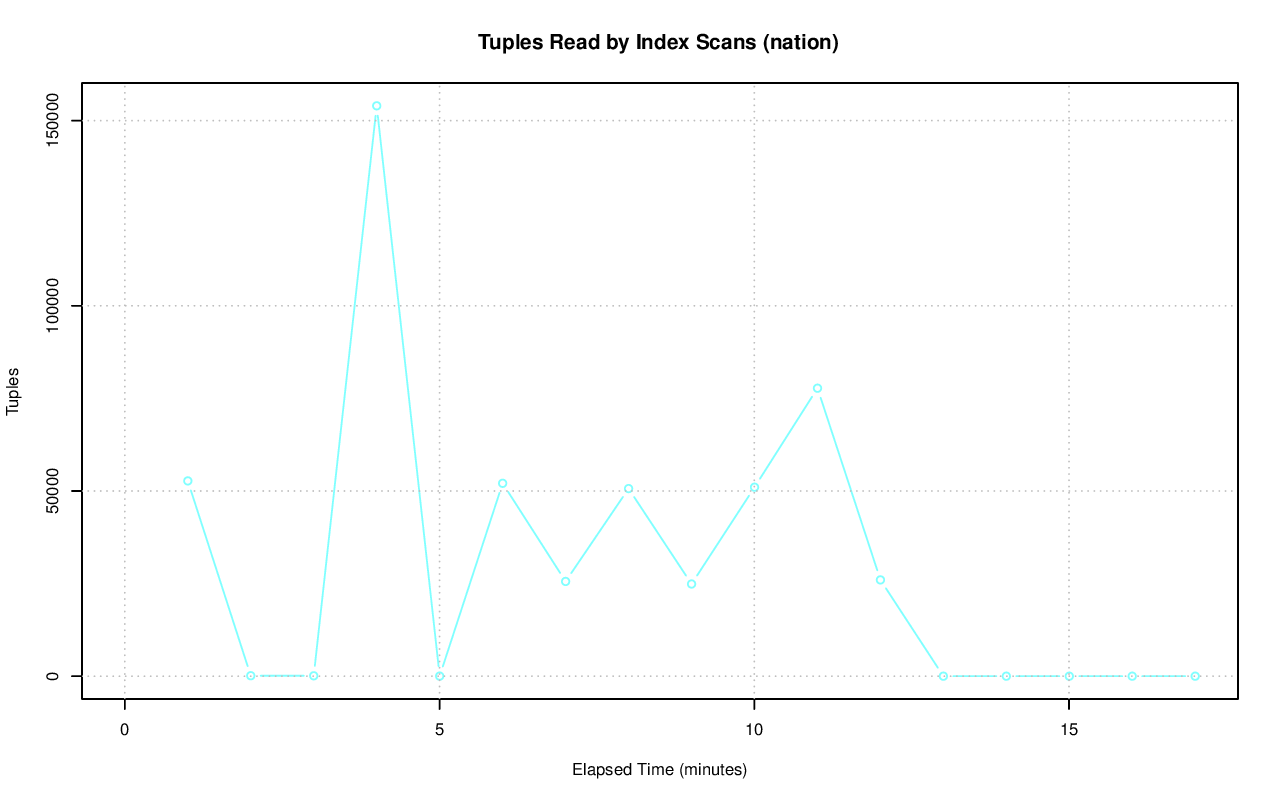 Tuples Read by Index Scans (nation)
Tuples
150000
100000
50000
0
0 5 10 15
Elapsed Time (minutes)